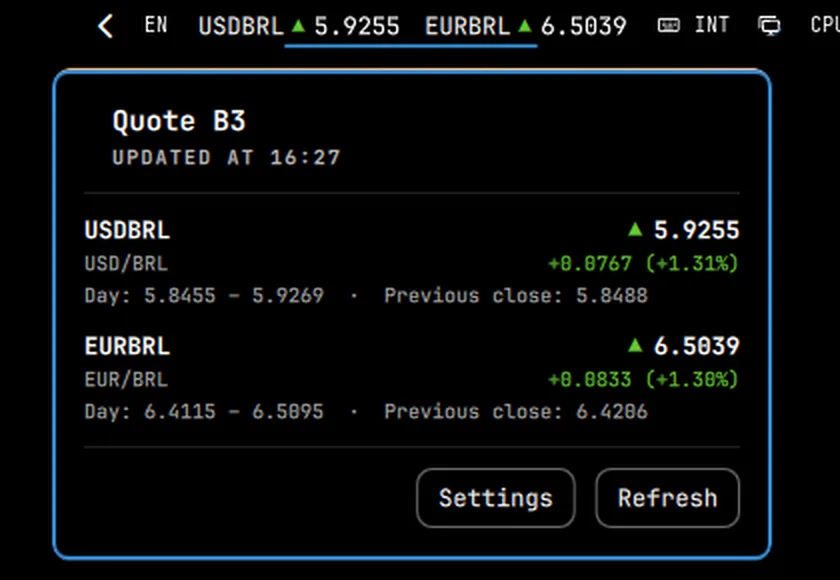 EN USDBRL ▲ 5.9255 EURBRL ▲ 6.5039 INT CPU
Quote B3
UPDATED AT 16:27
USDBRL ▲ 5.9255
USD/BRL +0.0767 (+1.31%)
Day: 5.8455 – 5.9269 · Previous close: 5.8488
EURBRL ▲ 6.5039
EUR/BRL +0.0833 (+1.30%)
Day: 6.4115 – 6.5095 · Previous close: 6.4206
Settings Refresh